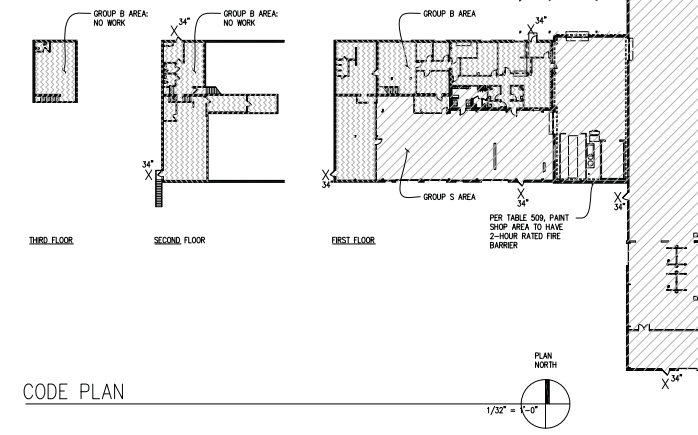 GROUP B AREA:
NO WORK
GROUP B AREA:
NO WORK
GROUP B AREA
34"
34"
34"
34"
34"
34"
GROUP S AREA
PER TABLE 509, PAINT
SHOP AREA TO HAVE
2-HOUR RATED FIRE
BARRIER
THIRD FLOOR
SECOND FLOOR
FIRST FLOOR
34"
PLAN
NORTH
CODE PLAN
1/32" = 1'-0"